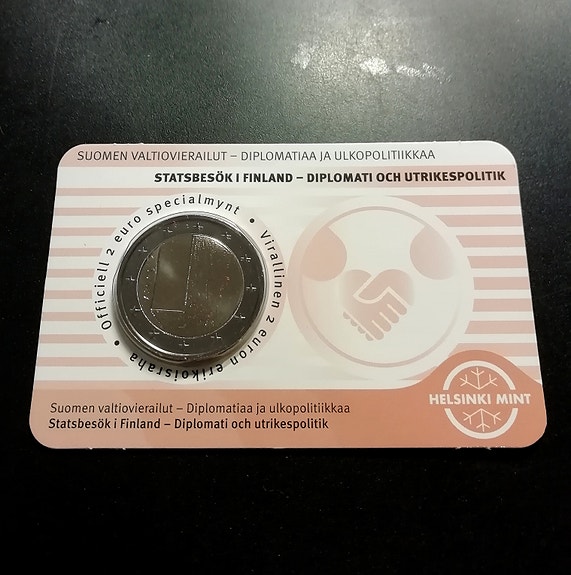 SUOMEN VALTIOVIERAILUT – DIPLOMATIAA JA ULKOPOLITIIKKAA
STATSBESÖK I FINLAND – DIPLOMATI OCH UTRIKESPOLITIK
Officiell 2 euro specialmynt • Virallinen 2 euron erikoisraha •
Suomen valtiovierailut – Diplomatiaa ja ulkopolitiikkaa
Statsbesök i Finland – Diplomati och utrikespolitik
HELSINKI MINT